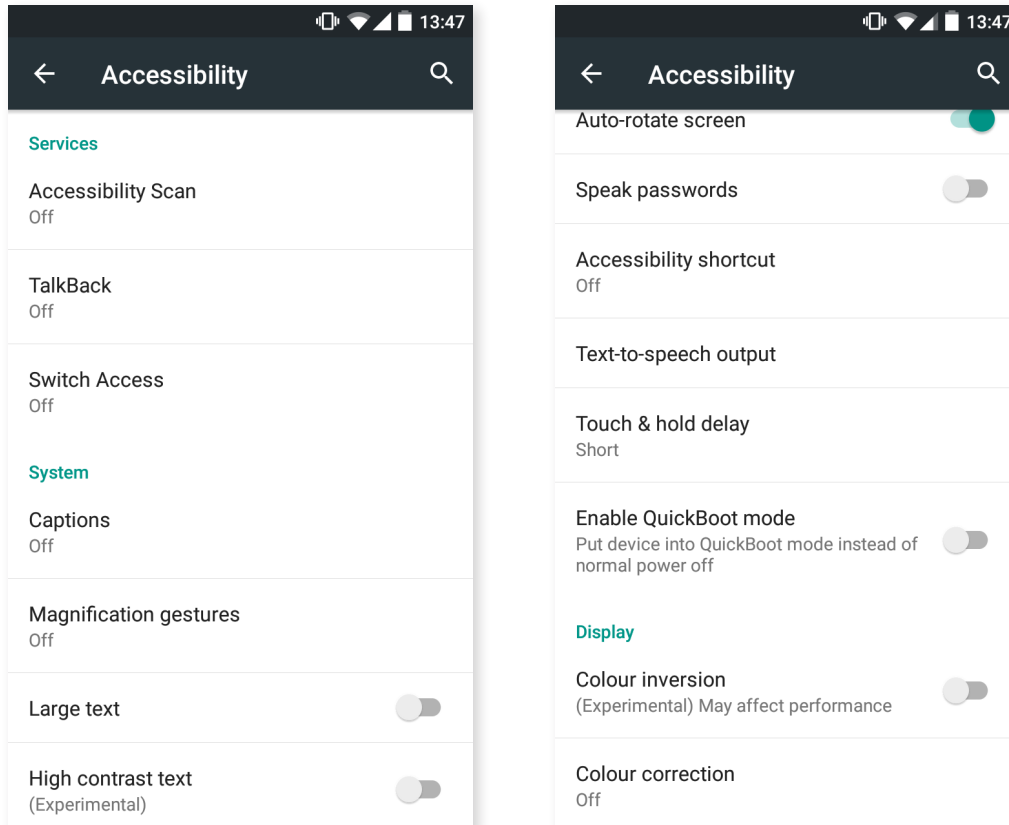 13:47
Accessibility
Services
Accessibility Scan
Off
TalkBack
Off
Switch Access
Off
System
Captions
Off
Magnification gestures
Off
Large text
High contrast text
(Experimental)
13:47
Accessibility
Auto-rotate screen
Speak passwords
Accessibility shortcut
Off
Text-to-speech output
Touch & hold delay
Short
Enable QuickBoot mode
Put device into QuickBoot mode instead of
normal power off
Display
Colour inversion
(Experimental) May affect performance
Colour correction
Off